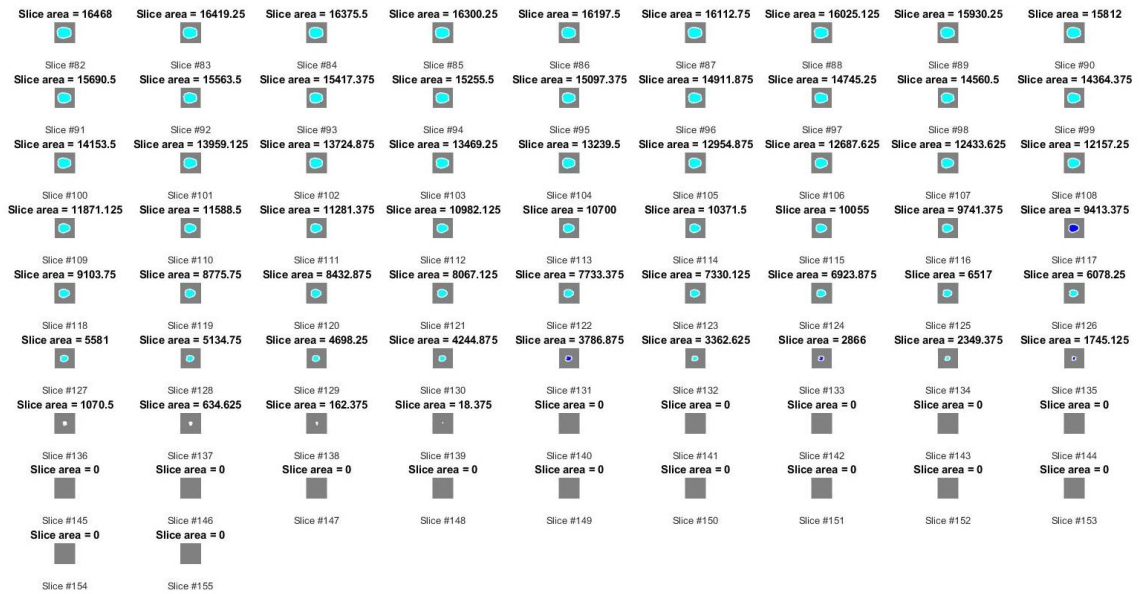 Slice area = 16468 Slice area = 16419.25 Slice area = 16375.5 Slice area = 16300.25 Slice area = 16197.5 Slice area = 16112.75 Slice area = 16025.125 Slice area = 15930.25 Slice area = 15812
Slice #82 Slice #83 Slice #84 Slice #85 Slice #86 Slice #87 Slice #88 Slice #89 Slice #90
Slice area = 15690.5 Slice area = 15563.5 Slice area = 15417.375 Slice area = 15255.5 Slice area = 15097.375 Slice area = 14911.875 Slice area = 14745.25 Slice area = 14560.5 Slice area = 14364.375
Slice #91 Slice #92 Slice #93 Slice #94 Slice #95 Slice #96 Slice #97 Slice #98 Slice #99
Slice area = 14153.5 Slice area = 13959.125 Slice area = 13724.875 Slice area = 13469.25 Slice area = 13239.5 Slice area = 12954.875 Slice area = 12687.625 Slice area = 12433.625 Slice area = 12157.25
Slice #100 Slice #101 Slice #102 Slice #103 Slice #104 Slice #105 Slice #106 Slice #107 Slice #108
Slice area = 11871.125 Slice area = 11588.5 Slice area = 11281.375 Slice area = 10982.125 Slice area = 10700 Slice area = 10371.5 Slice area = 10055 Slice area = 9741.375 Slice area = 9413.375
Slice #109 Slice #110 Slice #111 Slice #112 Slice #113 Slice #114 Slice #115 Slice #116 Slice #117
Slice area = 9103.75 Slice area = 8775.75 Slice area = 8432.875 Slice area = 8067.125 Slice area = 7733.375 Slice area = 7330.125 Slice area = 6923.875 Slice area = 6517 Slice area = 6078.25
Slice #118 Slice #119 Slice #120 Slice #121 Slice #122 Slice #123 Slice #124 Slice #125 Slice #126
Slice area = 5581 Slice area = 5134.75 Slice area = 4698.25 Slice area = 4244.875 Slice area = 3786.875 Slice area = 3362.625 Slice area = 2866 Slice area = 2349.375 Slice area = 1745.125
Slice #127 Slice #128 Slice #129 Slice #130 Slice #131 Slice #132 Slice #133 Slice #134 Slice #135
Slice area = 1070.5 Slice area = 634.625 Slice area = 162.375 Slice area = 18.375 Slice area = 0 Slice area = 0 Slice area = 0 Slice area = 0 Slice area = 0
Slice #136 Slice #137 Slice #138 Slice #139 Slice #140 Slice #141 Slice #142 Slice #143 Slice #144
Slice area = 0 Slice area = 0 Slice area = 0 Slice area = 0 Slice area = 0 Slice area = 0 Slice area = 0 Slice area = 0 Slice area = 0
Slice #145 Slice #146 Slice #147 Slice #148 Slice #149 Slice #150 Slice #151 Slice #152 Slice #153
Slice area = 0 Slice area = 0
Slice #154 Slice #155